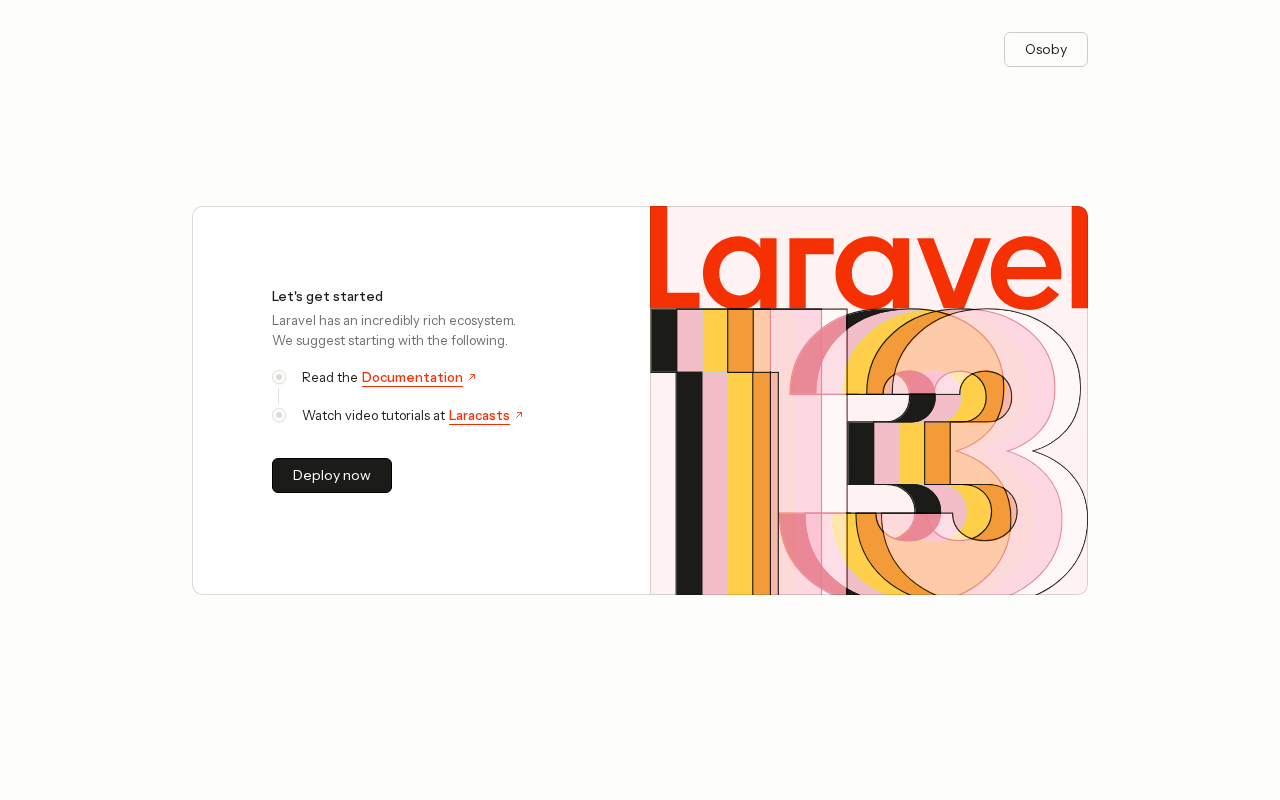 Osoby
Laravel
13
Let's get started
Laravel has an incredibly rich ecosystem.
We suggest starting with the following.
Read the Documentation
Watch video tutorials at Laracasts
Deploy now